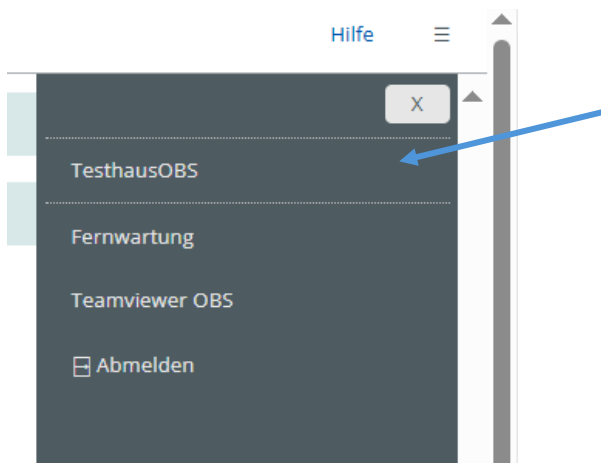 Hilfe ☰
X
TesthausOBS
Fernwartung
Teamviewer OBS
Abmelden